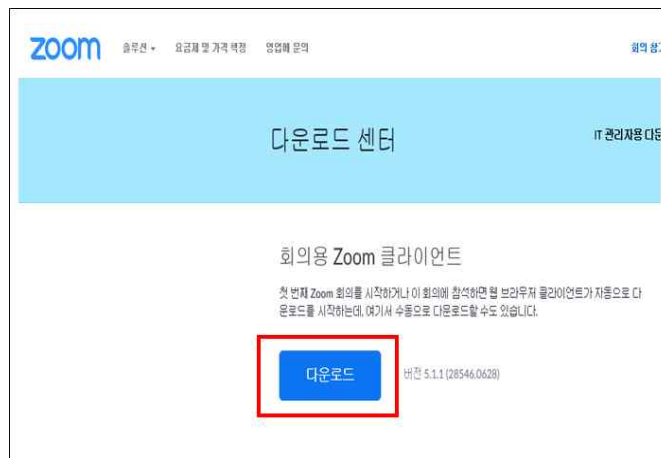 zoom 솔루션 요금제 및 가격 책정 영업에 문의 회의 참가
다운로드 센터 IT 관리자용 다운
회의용 Zoom 클라이언트
첫 번째 Zoom 회의를 시작하거나 이 회의에 참석하면 웹 브라우저 클라이언트가 자동으로 다
운로드를 시작하는데, 여기서 수동으로 다운로드할 수도 있습니다.
다운로드 버전 5.1.1 (28546.0628)